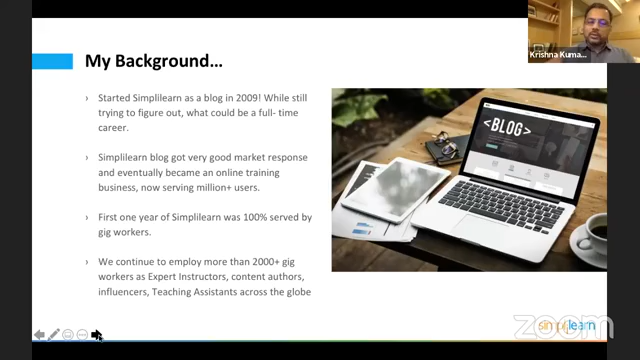 Krishna Kuma...
My Background...
› Started Simplilearn as a blog in 2009! While still
trying to figure out, what could be a full- time
career.
› Simplilearn blog got very good market response
and eventually became an online training
business, now serving million+ users.
› First one year of Simplilearn was 100% served by
gig workers.
› We continue to employ more than 2000+ gig
workers as Expert Instructors, content authors,
influencers, Teaching Assistants across the globe
<BLOG>
simplilearn
zoom